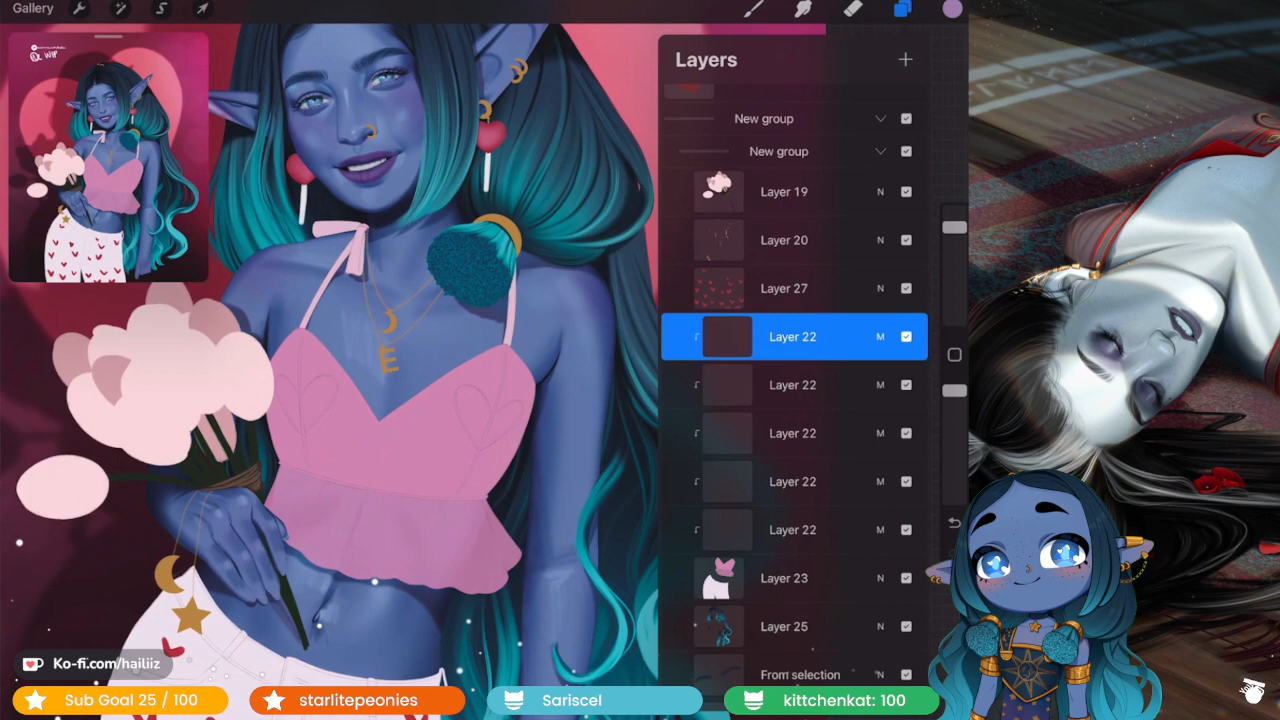 Gallery
WIP
Layers
New group
New group
Layer 19 N
Layer 20 N
Layer 27 N
Layer 22 M
Layer 22 M
Layer 22 M
Layer 22 M
Layer 22 M
Layer 23 N
Layer 25 N
From selection N
E
Ko-fi.com/hailiiz
Sub Goal 25 / 100
starlitepeonies
Sariscel
kittchenkat: 100